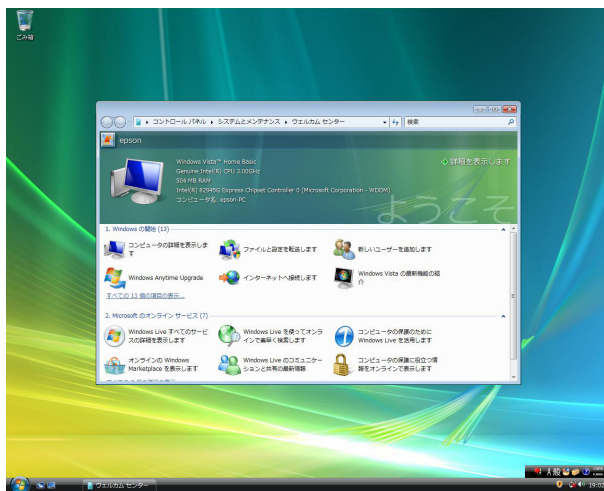 ごみ箱
コントロール パネル ▸ システムとメンテナンス ▸ ウェルカム センター
検索
epson
詳細を表示します
Windows Vista™ Home Basic
Genuine Intel(R) CPU 3.00GHz
504 MB RAM
Intel(R) 82945G Express Chipset Controller 0 (Microsoft Corporation - WDDM)
コンピュータ名: epson-PC
ようこそ
1. Windows の開始 (13)
コンピュータの詳細を表示しま
す
ファイルと設定を転送します
新しいユーザーを追加します
Windows Anytime Upgrade
インターネットへ接続します
Windows Vista の最新機能の紹
介
すべての 13 個の項目の表示...
2. Microsoft のオンライン サービス (7)
Windows Live すべてのサービ
スの詳細を表示します
Windows Live を使ってオンラ
インで素早く検索します
コンピュータの保護のために
Windows Live を活用します
オンラインの Windows
Marketplace を表示します
Windows Live のコミュニケー
ションと共有の最新情報
コンピュータの保護に役立つ情
報をオンラインで表示します
A 般
CAPS
KANA
ウェルカム センター
19:02